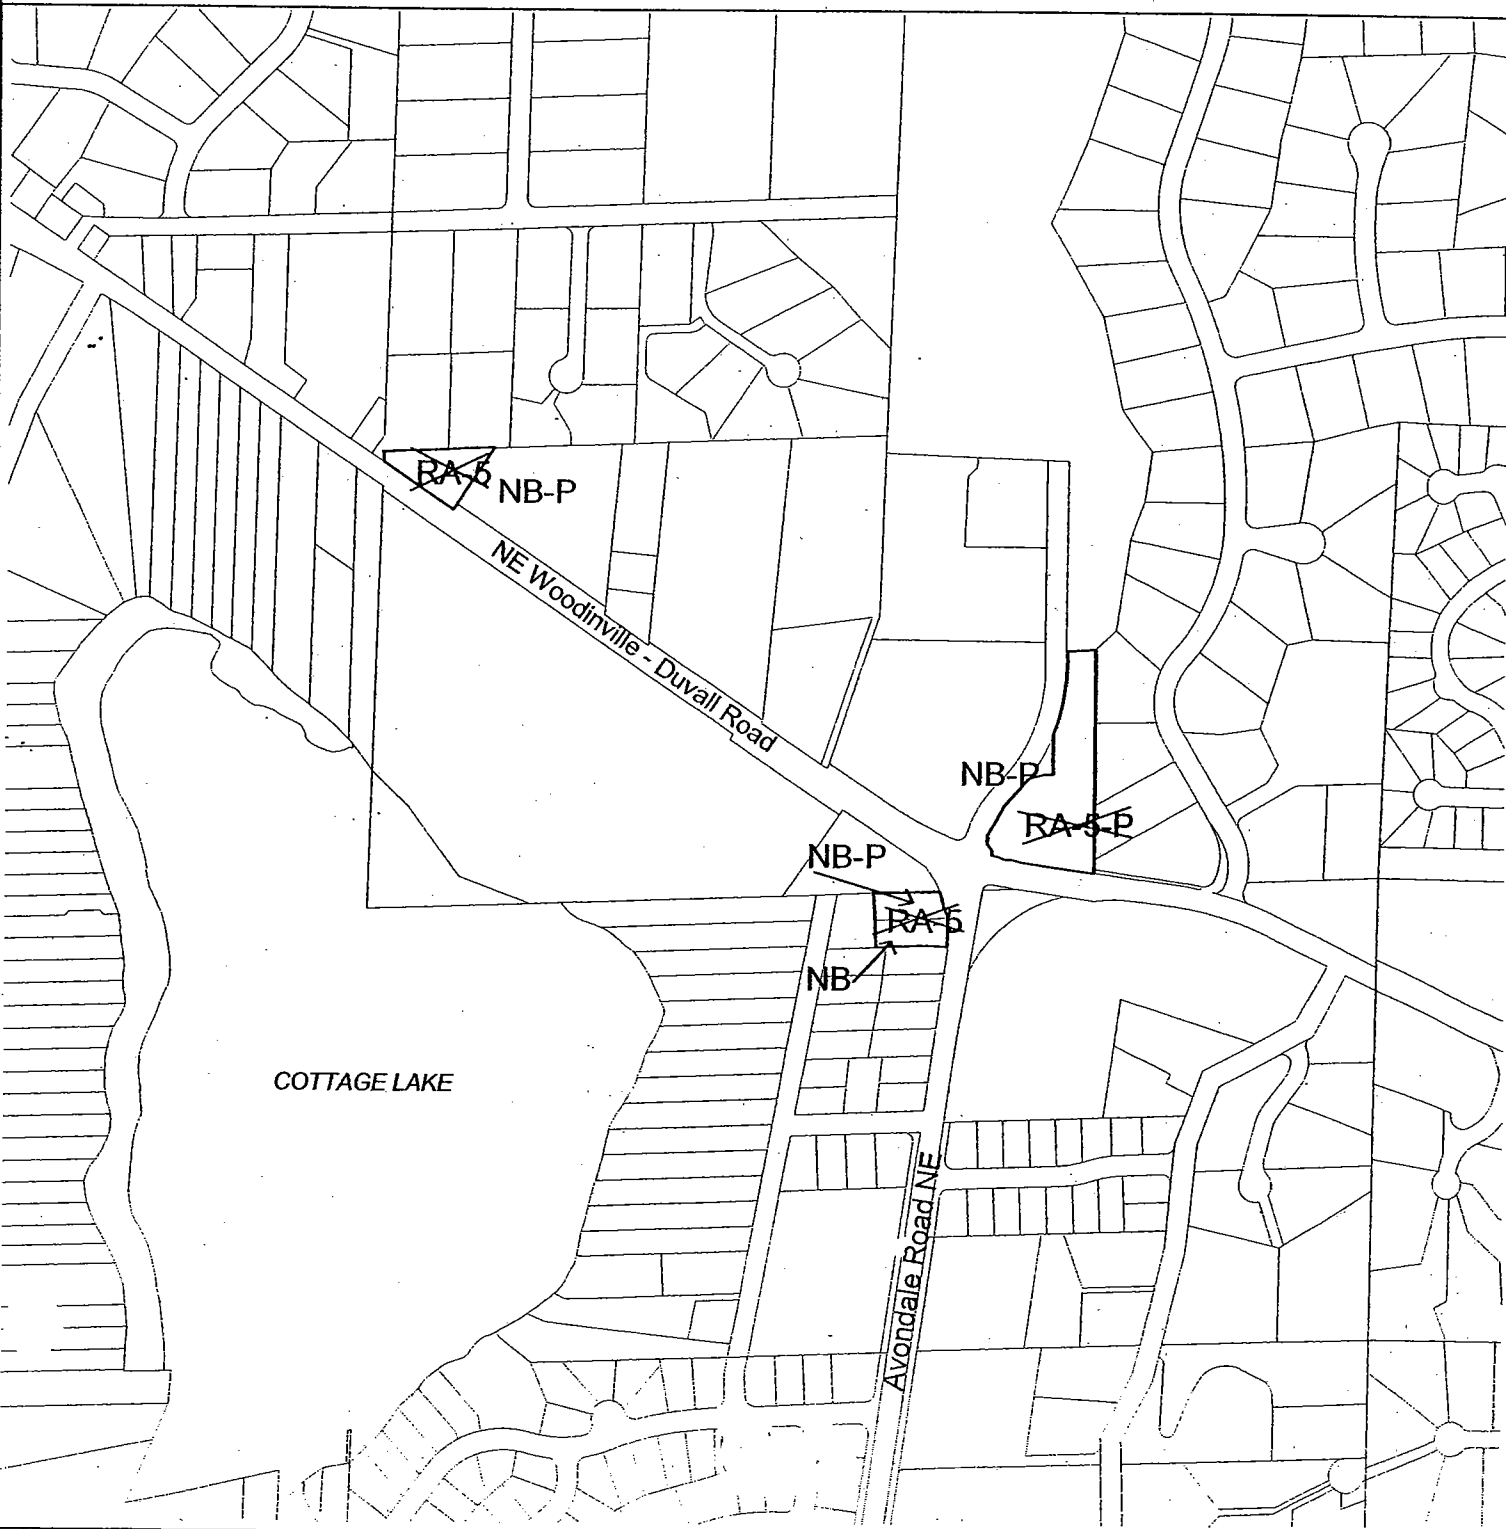 RA-5
NB-P
NE Woodinville - Duvall Road
NB-P
RA-5-P
NB-P
RA-5
NB
COTTAGE LAKE
Avondale Road NE